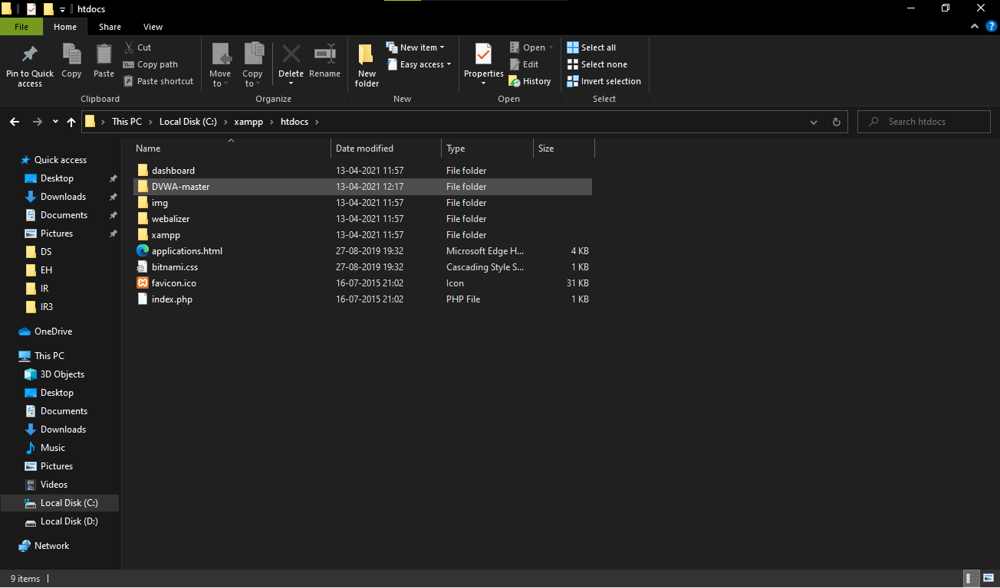 htdocs
File Home Share View
Pin to Quick access
Copy
Paste
Cut
Copy path
Paste shortcut
Clipboard
Move to
Copy to
Delete
Rename
Organize
New folder
New item
Easy access
New
Properties
Open
Edit
History
Open
Select all
Select none
Invert selection
Select
This PC > Local Disk (C:) > xampp > htdocs >
Search htdocs
Quick access
Desktop
Downloads
Documents
Pictures
DS
EH
IR
IR3
OneDrive
This PC
3D Objects
Desktop
Documents
Downloads
Music
Pictures
Videos
Local Disk (C:)
Local Disk (D:)
Network
Name Date modified Type Size
dashboard 13-04-2021 11:57 File folder
DVWA-master 13-04-2021 12:17 File folder
img 13-04-2021 11:57 File folder
webalizer 13-04-2021 11:57 File folder
xampp 13-04-2021 11:57 File folder
applications.html 27-08-2019 19:32 Microsoft Edge H... 4 KB
bitnami.css 27-08-2019 19:32 Cascading Style S... 1 KB
favicon.ico 16-07-2015 21:02 Icon 31 KB
index.php 16-07-2015 21:02 PHP File 1 KB
9 items